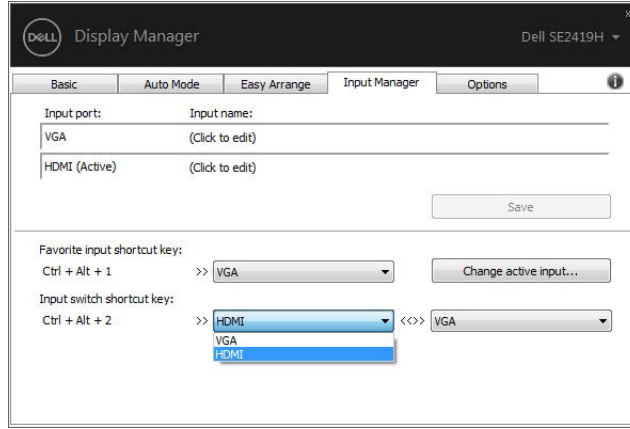 DELL Display Manager Dell SE2419H
Basic Auto Mode Easy Arrange Input Manager Options
Input port: Input name:
VGA (Click to edit)
HDMI (Active) (Click to edit)
Save
Favorite input shortcut key:
Ctrl + Alt + 1 >> VGA Change active input...
Input switch shortcut key:
Ctrl + Alt + 2 >> HDMI <<>> VGA
VGA
HDMI